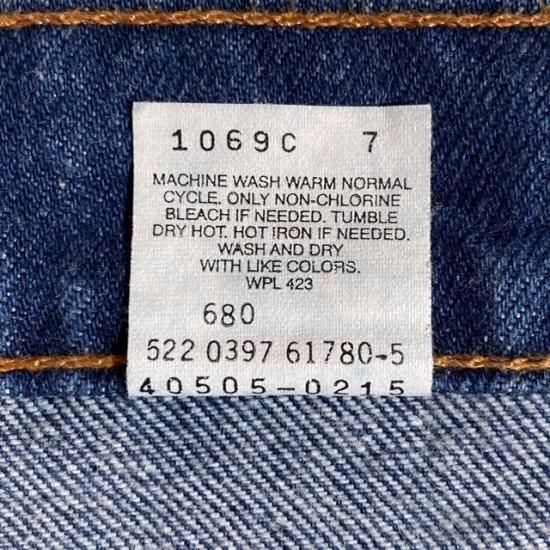 1069C 7
MACHINE WASH WARM NORMAL
CYCLE. ONLY NON-CHLORINE
BLEACH IF NEEDED. TUMBLE
DRY HOT. HOT IRON IF NEEDED.
WASH AND DRY
WITH LIKE COLORS.
WPL 423
680
522 0397 61780-5
40505-0215